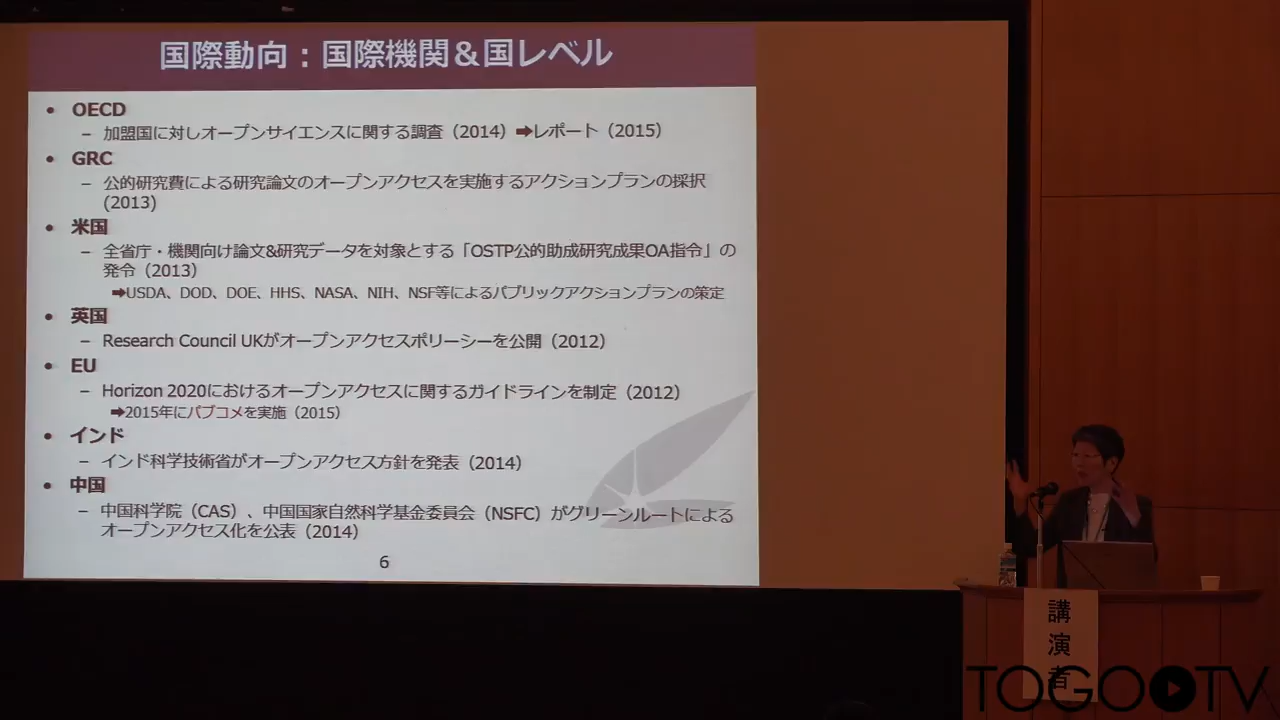 国際動向：国際機関＆国レベル
• OECD
– 加盟国に対しオープンサイエンスに関する調査（2014）➡レポート（2015）
• GRC
– 公的研究費による研究論文のオープンアクセスを実施するアクションプランの採択
(2013)
• 米国
– 全省庁・機関向け論文&研究データを対象とする「OSTP公的助成研究成果OA指令」の
発令（2013）
➡USDA、DOD、DOE、HHS、NASA、NIH、NSF等によるパブリックアクションプランの策定
• 英国
– Research Council UKがオープンアクセスポリーシーを公開（2012）
• EU
– Horizon 2020におけるオープンアクセスに関するガイドラインを制定（2012）
➡2015年にパブコメを実施（2015）
• インド
– インド科学技術省がオープンアクセス方針を発表（2014）
• 中国
– 中国科学院（CAS）、中国国家自然科学基金委員会（NSFC）がグリーンルートによる
オープンアクセス化を公表（2014）
6
講演者
TOGOTV